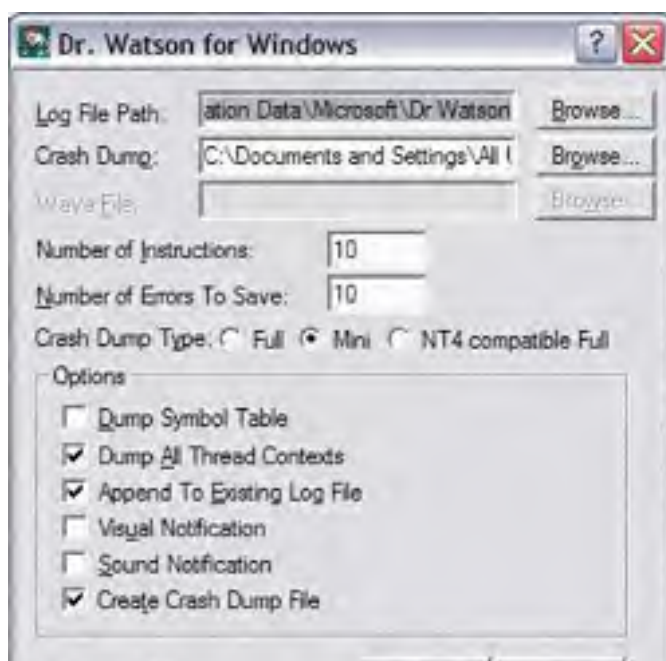 Dr. Watson for Windows
Log File Path: ation Data\Microsoft\Dr Watson Browse...
Crash Dump: C:\Documents and Settings\All U Browse...
Wave File: Browse...
Number of Instructions: 10
Number of Errors To Save: 10
Crash Dump Type: Full Mini NT4 compatible Full
Options
Dump Symbol Table
Dump All Thread Contexts
Append To Existing Log File
Visual Notification
Sound Notification
Create Crash Dump File